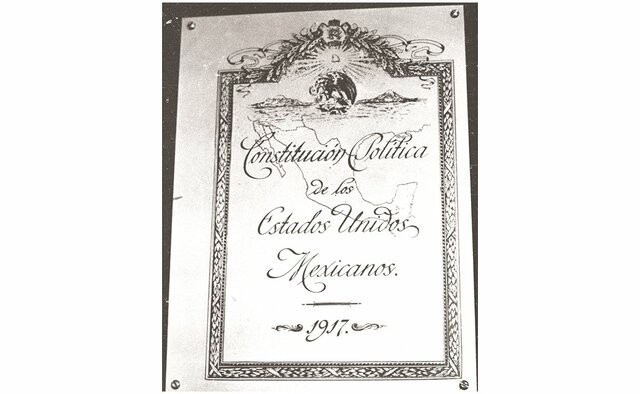 Constitución Política
de los
Estados Unidos
Mexicanos.
1917.